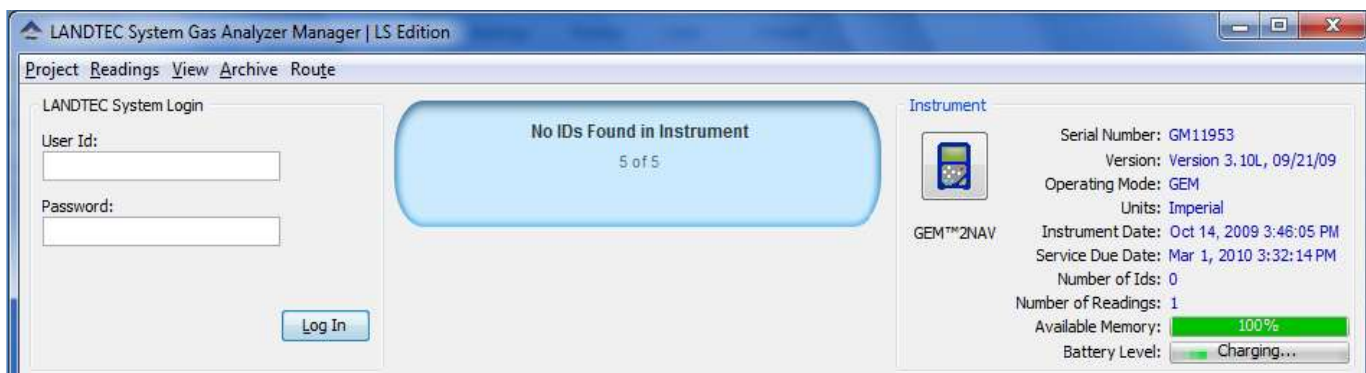 LANDTEC System Gas Analyzer Manager | LS Edition
Project Readings View Archive Route
LANDTEC System Login
User Id:
Password:
Log In
No IDs Found in Instrument
5 of 5
Instrument
GEM™2NAV
Serial Number: GM11953
Version: Version 3.10L, 09/21/09
Operating Mode: GEM
Units: Imperial
Instrument Date: Oct 14, 2009 3:46:05 PM
Service Due Date: Mar 1, 2010 3:32:14 PM
Number of Ids: 0
Number of Readings: 1
Available Memory: 100%
Battery Level: Charging...